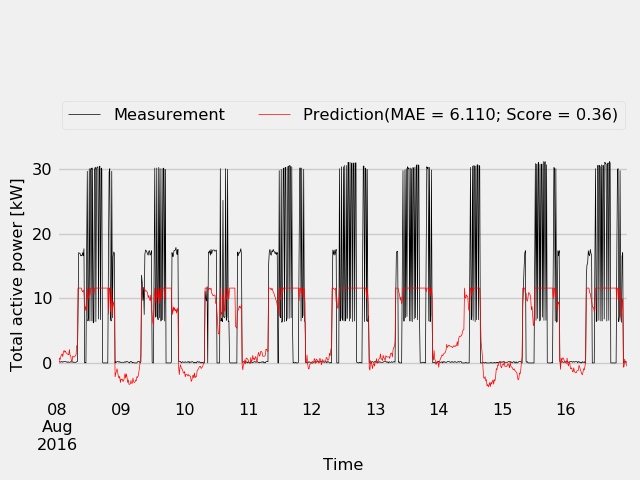 Measurement
Prediction(MAE = 6.110; Score = 0.36)
Total active power [kW]
30
20
10
0
08 09 10 11 12 13 14 15 16
Aug
2016
Time